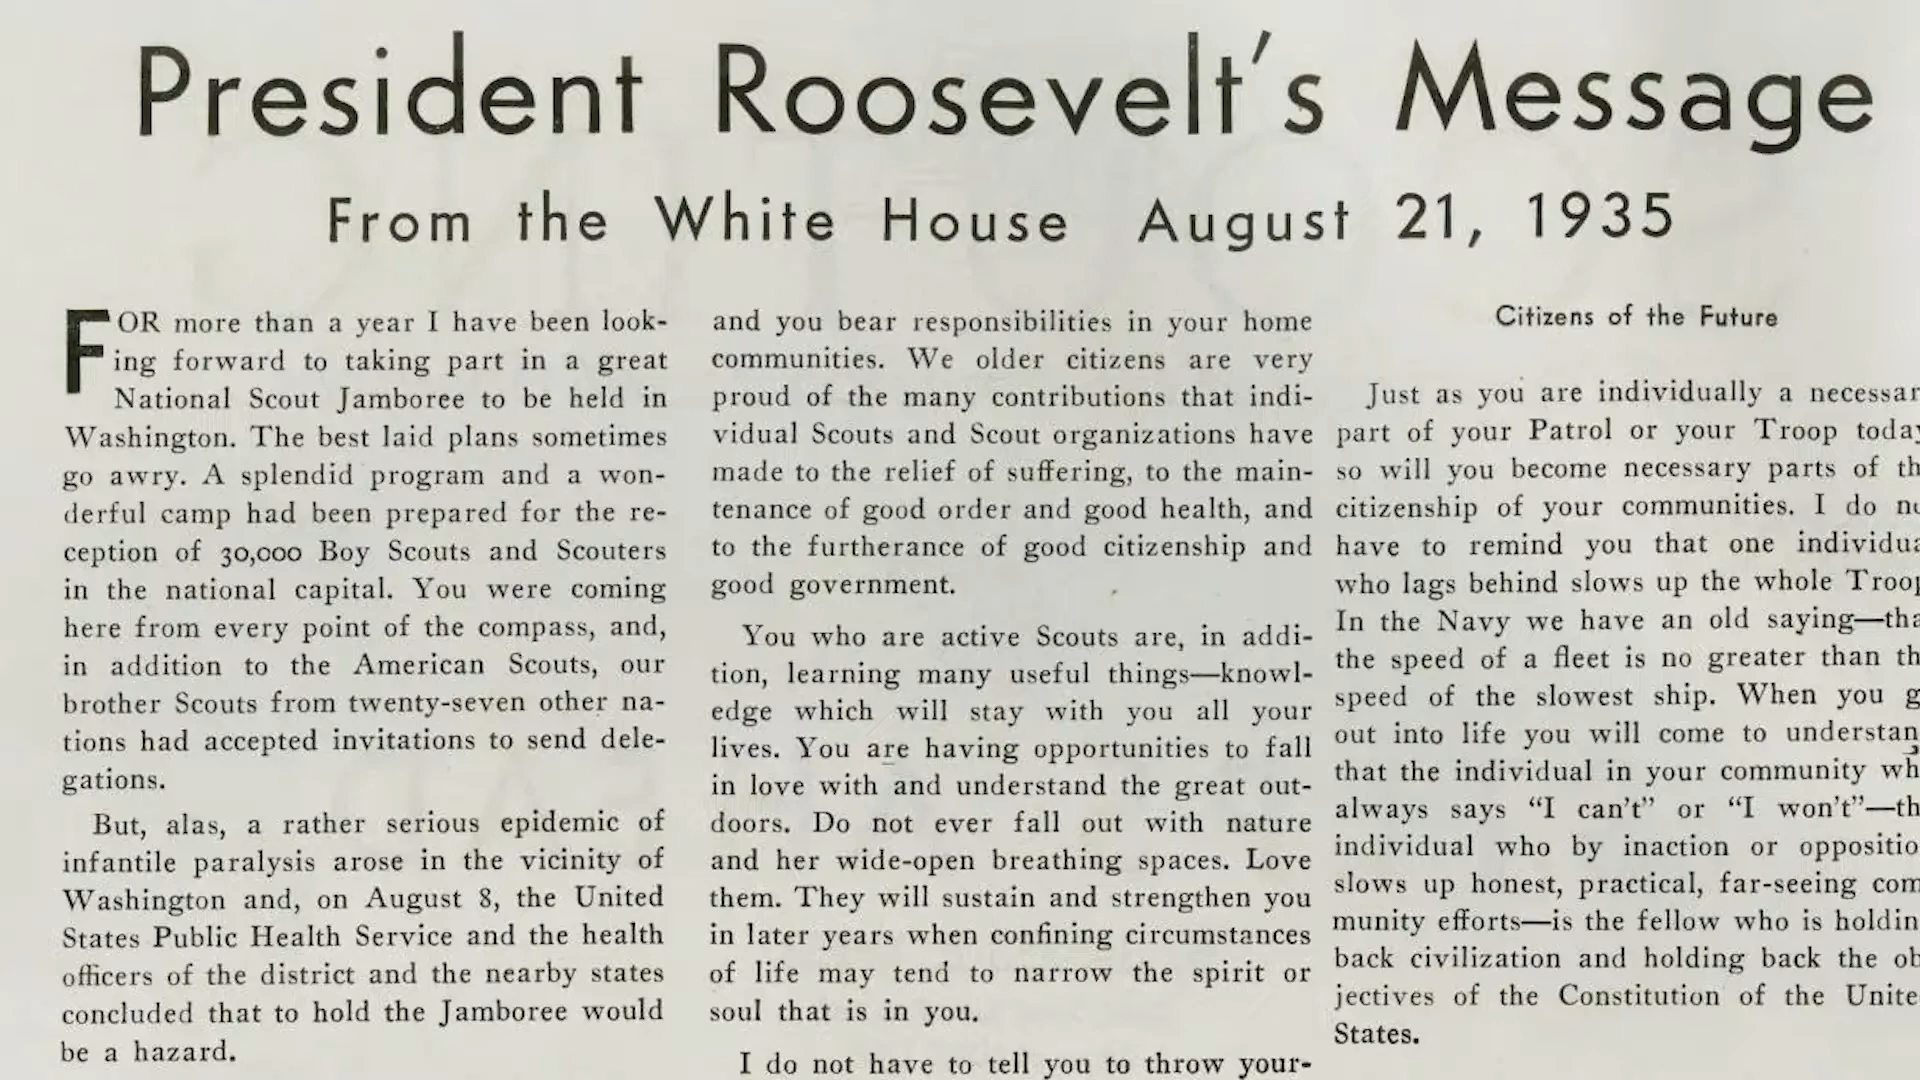 President Roosevelt's Message
From the White House August 21, 1935
FOR more than a year I have been look-
ing forward to taking part in a great
National Scout Jamboree to be held in
Washington. The best laid plans sometimes
go awry. A splendid program and a won-
derful camp had been prepared for the re-
ception of 30,000 Boy Scouts and Scouters
in the national capital. You were coming
here from every point of the compass, and,
in addition to the American Scouts, our
brother Scouts from twenty-seven other na-
tions had accepted invitations to send dele-
gations.
But, alas, a rather serious epidemic of
infantile paralysis arose in the vicinity of
Washington and, on August 8, the United
States Public Health Service and the health
officers of the district and the nearby states
concluded that to hold the Jamboree would
be a hazard.
and you bear responsibilities in your home
communities. We older citizens are very
proud of the many contributions that indi-
vidual Scouts and Scout organizations have
made to the relief of suffering, to the main-
tenance of good order and good health, and
to the furtherance of good citizenship and
good government.
You who are active Scouts are, in addi-
tion, learning many useful things—knowl-
edge which will stay with you all your
lives. You are having opportunities to fall
in love with and understand the great out-
doors. Do not ever fall out with nature
and her wide-open breathing spaces. Love
them. They will sustain and strengthen you
in later years when confining circumstances
of life may tend to narrow the spirit or
soul that is in you.
I do not have to tell you to throw your-
Citizens of the Future
Just as you are individually a necessar
part of your Patrol or your Troop today
so will you become necessary parts of th
citizenship of your communities. I do no
have to remind you that one individua
who lags behind slows up the whole Troop
In the Navy we have an old saying—tha
the speed of a fleet is no greater than th
speed of the slowest ship. When you g
out into life you will come to understan
that the individual in your community wh
always says “I can't” or “I won't”—th
individual who by inaction or oppositio
slows up honest, practical, far-seeing com
munity efforts—is the fellow who is holdin
back civilization and holding back the ob
jectives of the Constitution of the Unite
States.